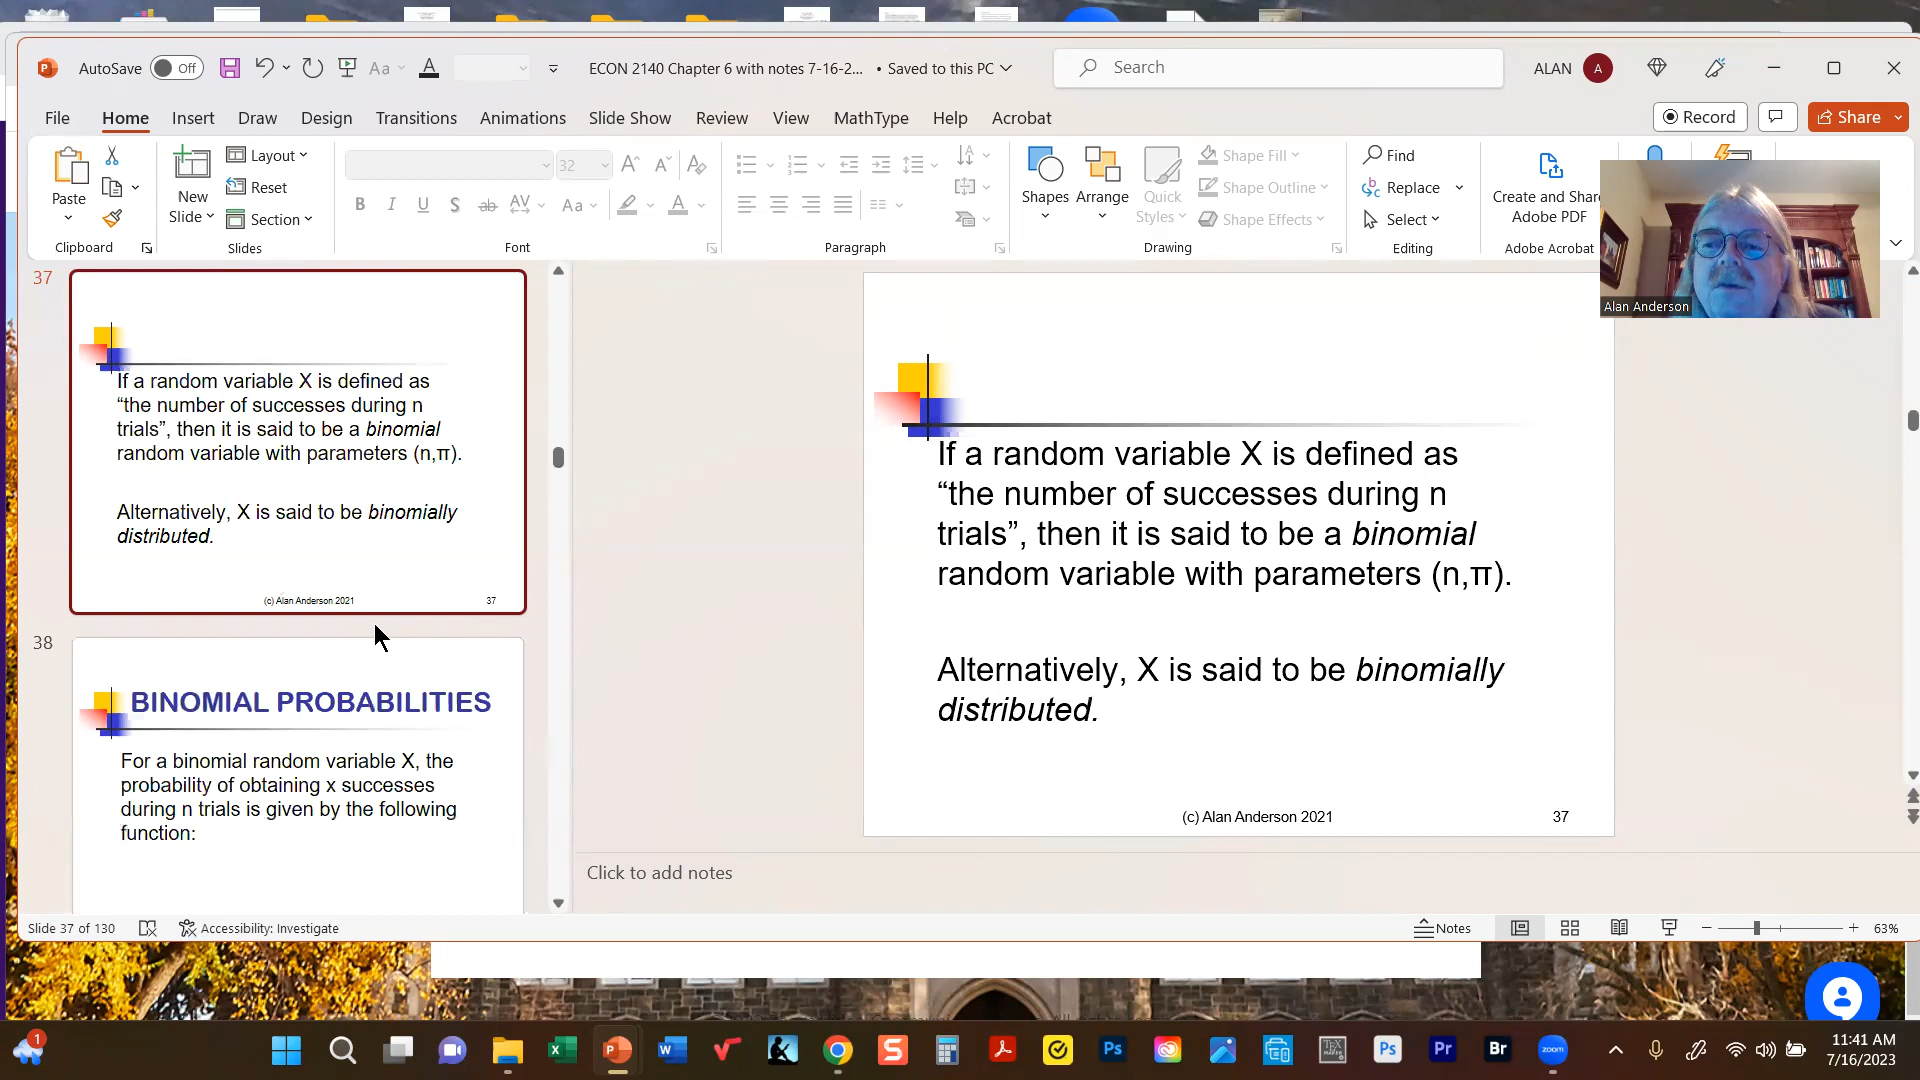 AutoSave
Off
ECON 2140 Chapter 6 with notes 7-16-2... • Saved to this PC
Search
ALAN
A
File
Home
Insert
Draw
Design
Transitions
Animations
Slide Show
Review
View
MathType
Help
Acrobat
Record
Share
Paste
New
Slide
Layout
Reset
Section
32
Shapes
Arrange
Quick
Styles
Shape Fill
Shape Outline
Shape Effects
Find
Replace
Select
Create and Share
Adobe PDF
Clipboard
Slides
Font
Paragraph
Drawing
Editing
Adobe Acrobat
Alan Anderson
37
If a random variable X is defined as
“the number of successes during n
trials”, then it is said to be a binomial
random variable with parameters (n,π).
Alternatively, X is said to be binomially
distributed.
(c) Alan Anderson 2021
37
38
BINOMIAL PROBABILITIES
For a binomial random variable X, the
probability of obtaining x successes
during n trials is given by the following
function:
If a random variable X is defined as
“the number of successes during n
trials”, then it is said to be a binomial
random variable with parameters (n,π).
Alternatively, X is said to be binomially
distributed.
(c) Alan Anderson 2021
37
Click to add notes
Slide 37 of 130
Accessibility: Investigate
Notes
63%
1
zoom
11:41 AM
7/16/2023